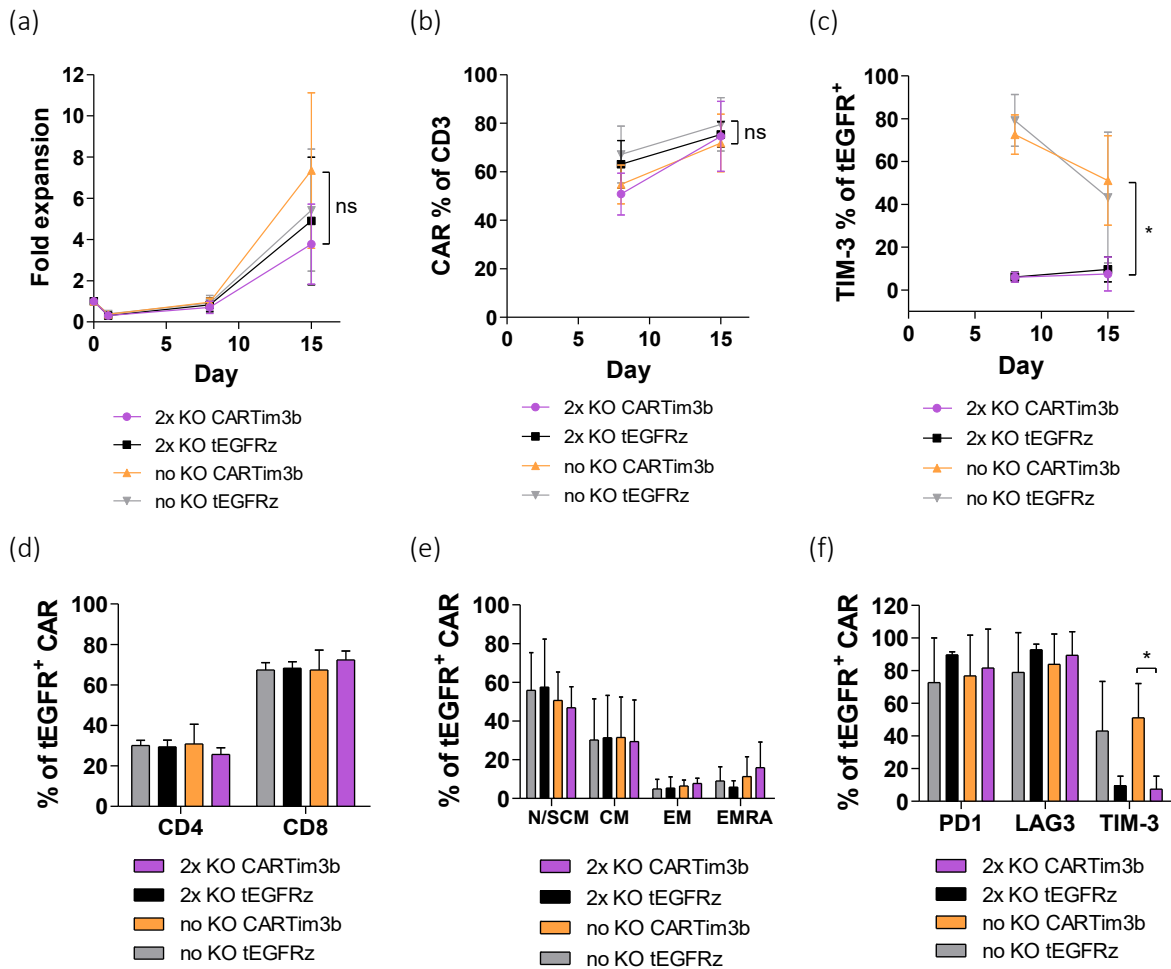 (a)
(b)
(c)
Fold expansion
12
10
8
6
4
2
0
0 5 10 15
Day
ns
2x KO CARTim3b
2x KO tEGFRz
no KO CARTim3b
no KO tEGFRz
CAR % of CD3
100
80
60
40
20
0
0 5 10 15
Day
ns
2x KO CARTim3b
2x KO tEGFRz
no KO CARTim3b
no KO tEGFRz
TIM-3 % of tEGFR+
100
80
60
40
20
0
0 5 10 15
Day
*
2x KO CARTim3b
2x KO tEGFRz
no KO CARTim3b
no KO tEGFRz
(d)
(e)
(f)
% of tEGFR+ CAR
100
80
60
40
20
0
CD4 CD8
2x KO CARTim3b
2x KO tEGFRz
no KO CARTim3b
no KO tEGFRz
% of tEGFR+ CAR
100
80
60
40
20
0
N/SCM CM EM EMRA
2x KO CARTim3b
2x KO tEGFRz
no KO CARTim3b
no KO tEGFRz
% of tEGFR+ CAR
120
100
80
60
40
20
0
*
PD1 LAG3 TIM-3
2x KO CARTim3b
2x KO tEGFRz
no KO CARTim3b
no KO tEGFRz